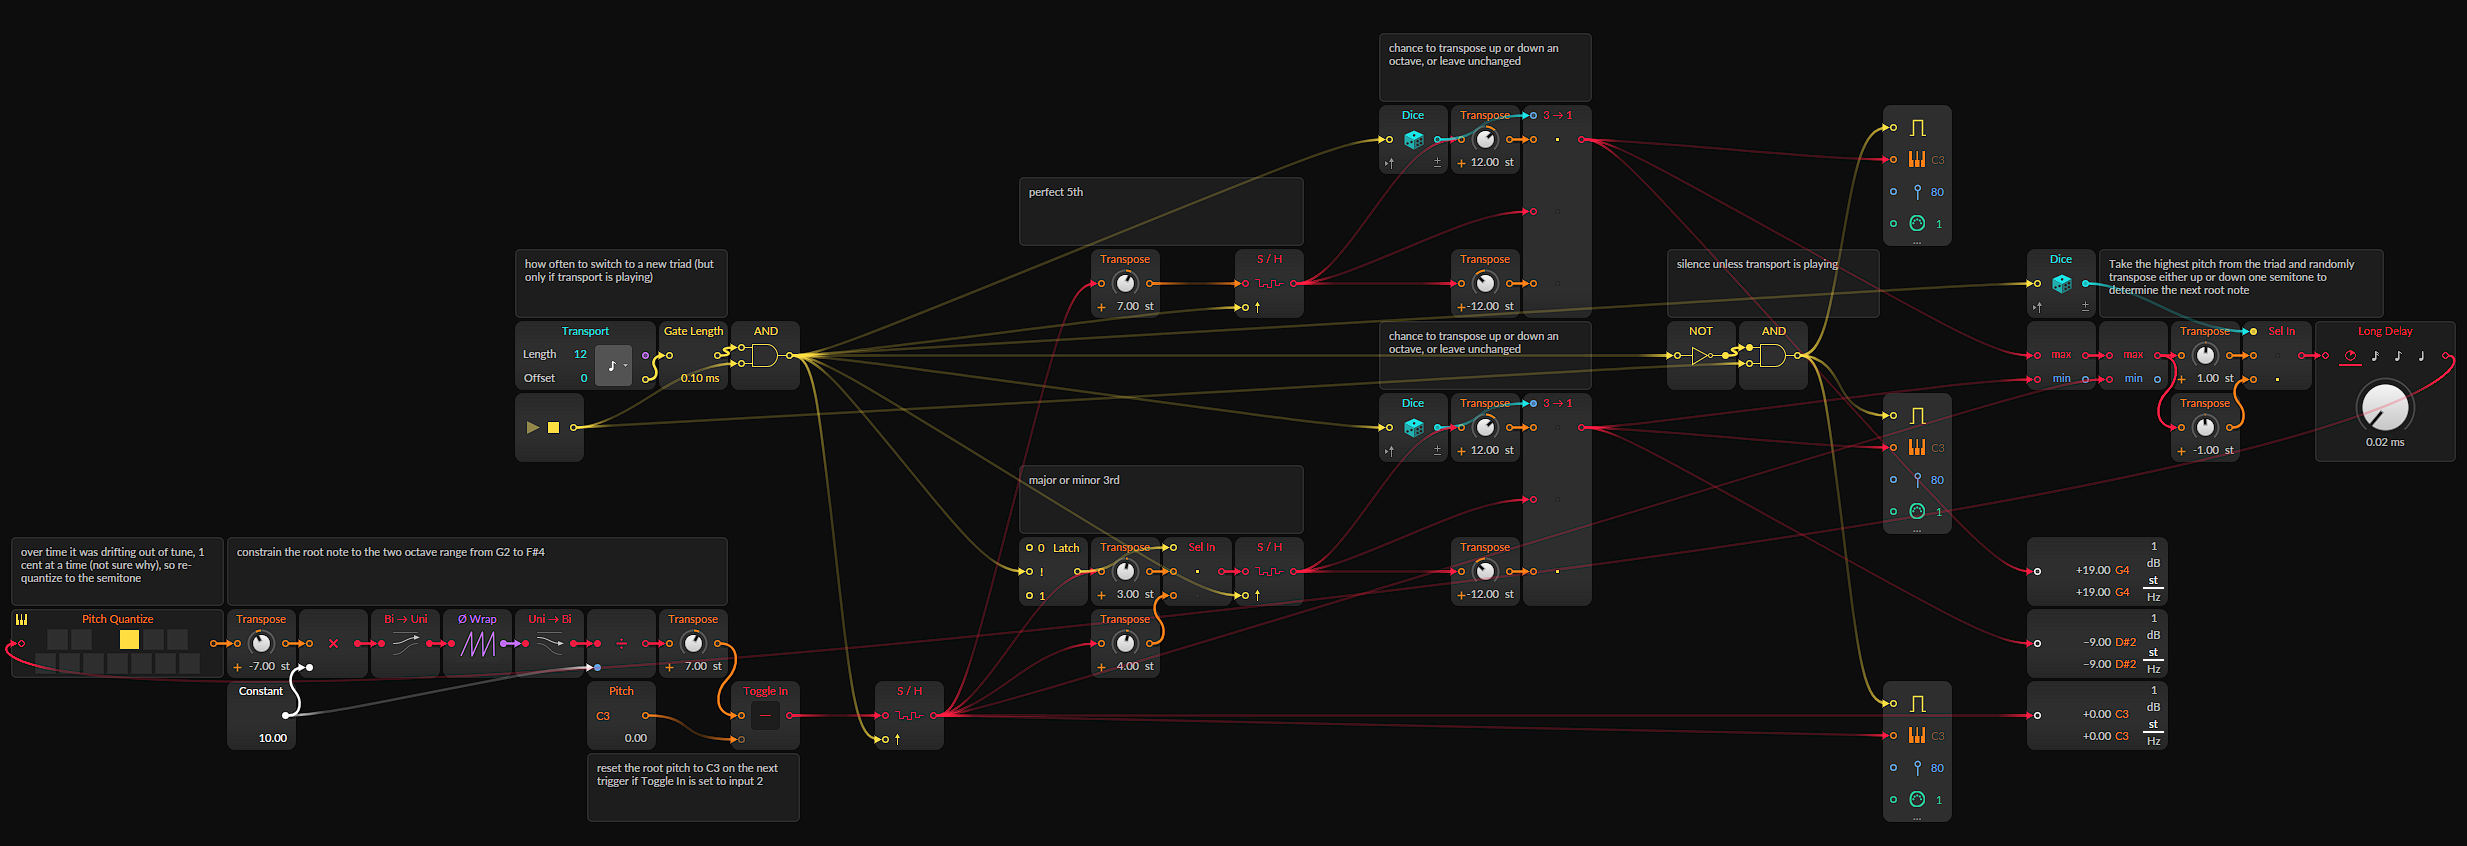 chance to transpose up or down an
octave, or leave unchanged
Dice
Transpose
3 → 1
+ 12.00 st
±
C3
80
1
...
perfect 5th
Transpose
+ 7.00 st
S / H
Transpose
+ -12.00 st
how often to switch to a new triad (but
only if transport is playing)
Transport
Length 12
Offset 0
Gate Length
0.10 ms
AND
chance to transpose up or down an
octave, or leave unchanged
Dice
Transpose
3 → 1
+ 12.00 st
±
silence unless transport is playing
NOT
AND
C3
80
1
...
Dice
±
Take the highest pitch from the triad and randomly
transpose either up or down one semitone to
determine the next root note
max
min
max
min
Transpose
+ 1.00 st
Transpose
+ -1.00 st
Sel In
Long Delay
0.02 ms
major or minor 3rd
0 Latch
!
1
Transpose
+ 3.00 st
Sel In
S / H
Transpose
+ 4.00 st
Transpose
+ -12.00 st
over time it was drifting out of tune, 1
cent at a time (not sure why), so re-
quantize to the semitone
constrain the root note to the two octave range from G2 to F#4
Pitch Quantize
Transpose
+ -7.00 st
×
Bi → Uni
Ø Wrap
Uni → Bi
÷
Transpose
+ 7.00 st
Constant
10.00
Pitch
C3
0.00
Toggle In
S / H
reset the root pitch to C3 on the next
trigger if Toggle In is set to input 2
C3
80
1
...
1
dB
+19.00 G4
st
+19.00 G4
Hz
1
dB
-9.00 D#2
st
-9.00 D#2
Hz
1
dB
+0.00 C3
st
+0.00 C3
Hz